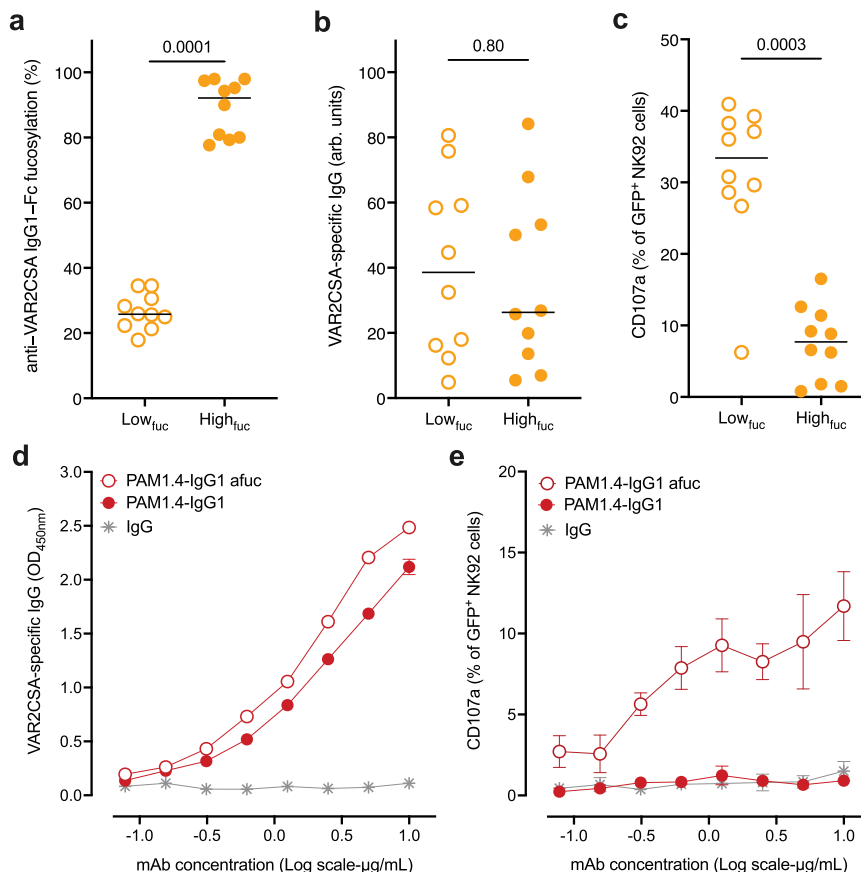 a
0.0001
anti–VAR2CSA IgG1–Fc fucosylation (%)
100
80
60
40
20
0
Lowfuc
Highfuc
b
0.80
VAR2CSA-specific IgG (arb. units)
100
80
60
40
20
0
Lowfuc
Highfuc
c
0.0003
CD107a (% of GFP+ NK92 cells)
50
40
30
20
10
0
Lowfuc
Highfuc
d
PAM1.4-IgG1 afuc
PAM1.4-IgG1
IgG
VAR2CSA-specific IgG (OD450nm)
3.0
2.5
2.0
1.5
1.0
0.5
0.0
-1.0
-0.5
0.0
0.5
1.0
mAb concentration (Log scale-µg/mL)
e
PAM1.4-IgG1 afuc
PAM1.4-IgG1
IgG
CD107a (% of GFP+ NK92 cells)
20
15
10
5
0
-1.0
-0.5
0.0
0.5
1.0
mAb concentration (Log scale-µg/mL)